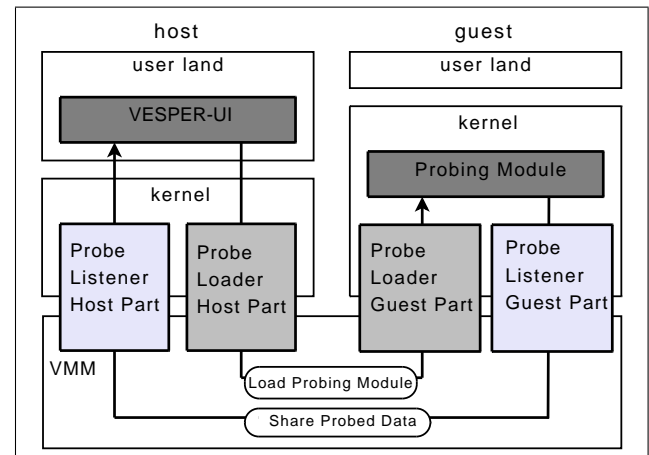 host
guest
user land
user land
VESPER-UI
kernel
Probing Module
kernel
Probe
Listener
Host Part
Probe
Loader
Host Part
Probe
Loader
Guest Part
Probe
Listener
Guest Part
VMM
Load Probing Module
Share Probed Data